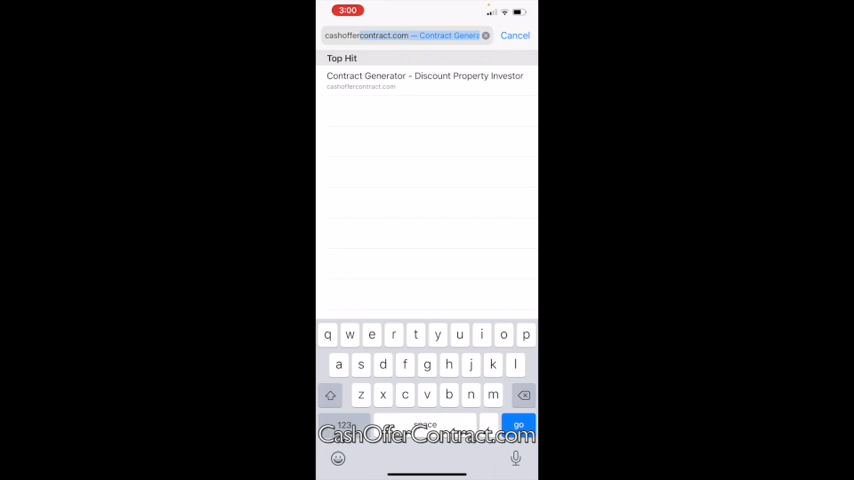 3:00
cashoffercontract.com — Contract Genera
Cancel
Top Hit
Contract Generator - Discount Property Investor
cashoffercontract.com
q w e r t y u i o p
a s d f g h j k l
z x c v b n m
123 space . go
CashOfferContract.com